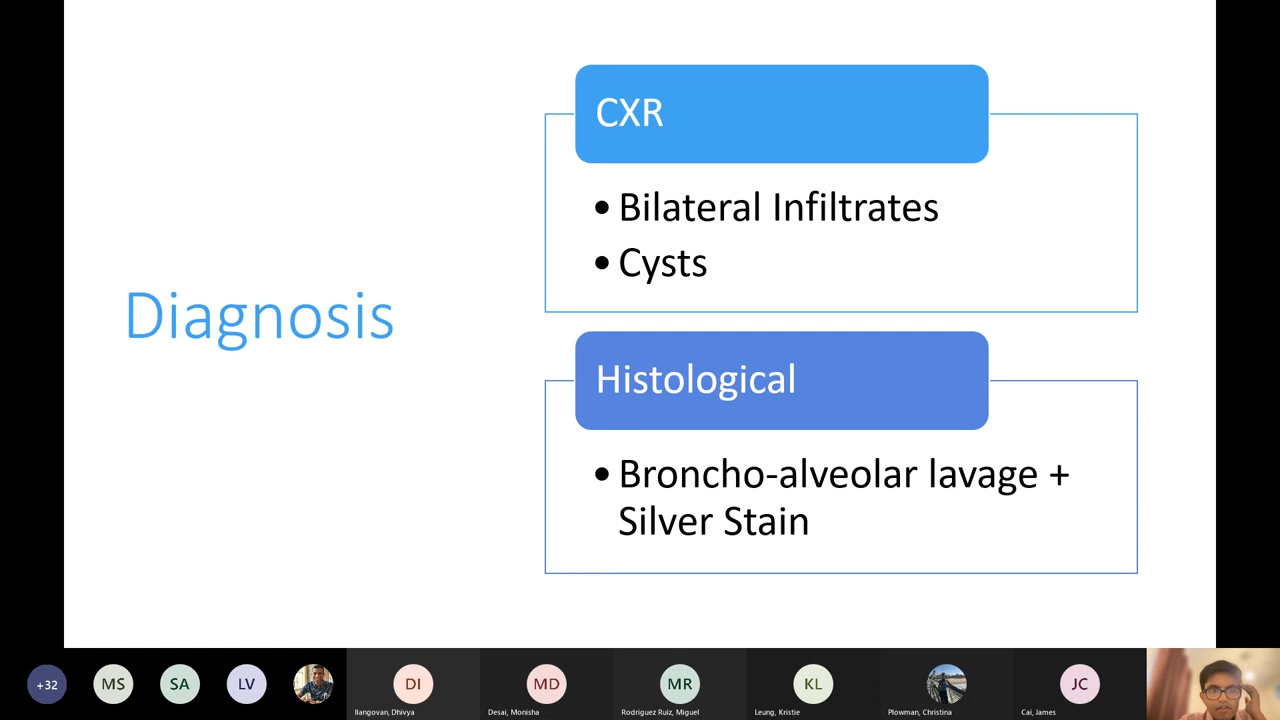 CXR
• Bilateral Infiltrates
• Cysts
Diagnosis
Histological
• Broncho-alveolar lavage +
Silver Stain
+32
MS
SA
LV
DI
MD
MR
KL
JC
Ilangovan, Dhivya
Desai, Monisha
Rodriguez Ruiz, Miguel
Leung, Kristie
Plowman, Christina
Cai, James